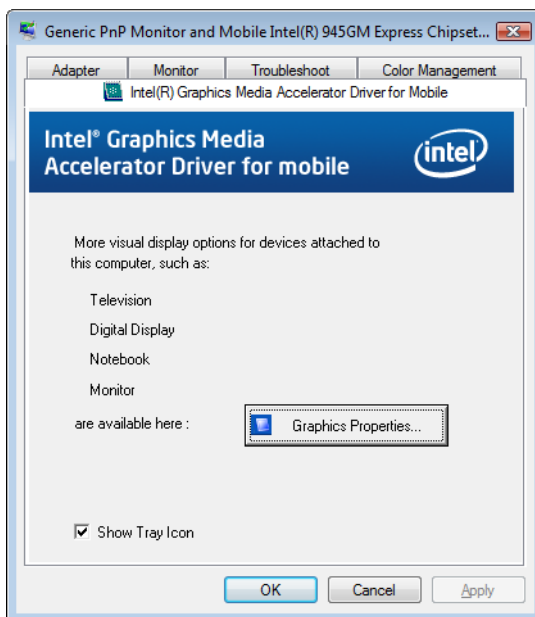 Generic PnP Monitor and Mobile Intel(R) 945GM Express Chipset...
Adapter
Monitor
Troubleshoot
Color Management
Intel(R) Graphics Media Accelerator Driver for Mobile
Intel® Graphics Media
Accelerator Driver for mobile
intel
More visual display options for devices attached to
this computer, such as:
Television
Digital Display
Notebook
Monitor
are available here :
Graphics Properties...
Show Tray Icon
OK
Cancel
Apply